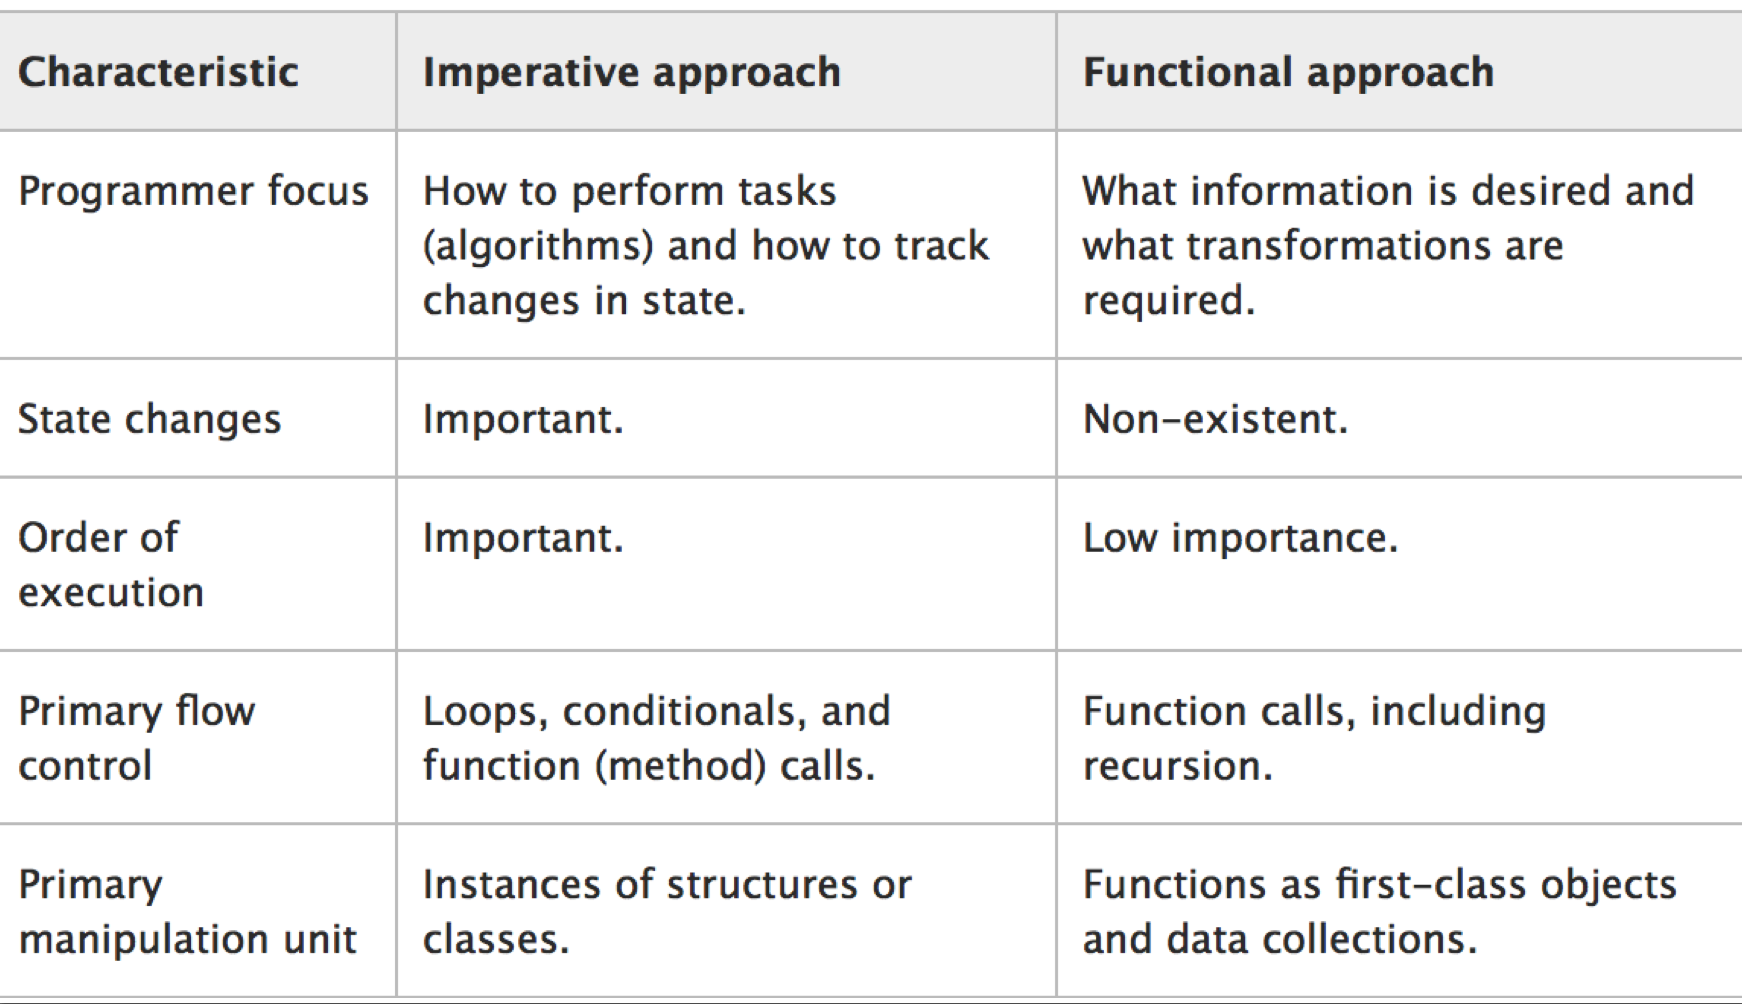 Characteristic
Imperative approach
Functional approach
Programmer focus
How to perform tasks
(algorithms) and how to track
changes in state.
What information is desired and
what transformations are
required.
State changes
Important.
Non-existent.
Order of
execution
Important.
Low importance.
Primary flow
control
Loops, conditionals, and
function (method) calls.
Function calls, including
recursion.
Primary
manipulation unit
Instances of structures or
classes.
Functions as first-class objects
and data collections.